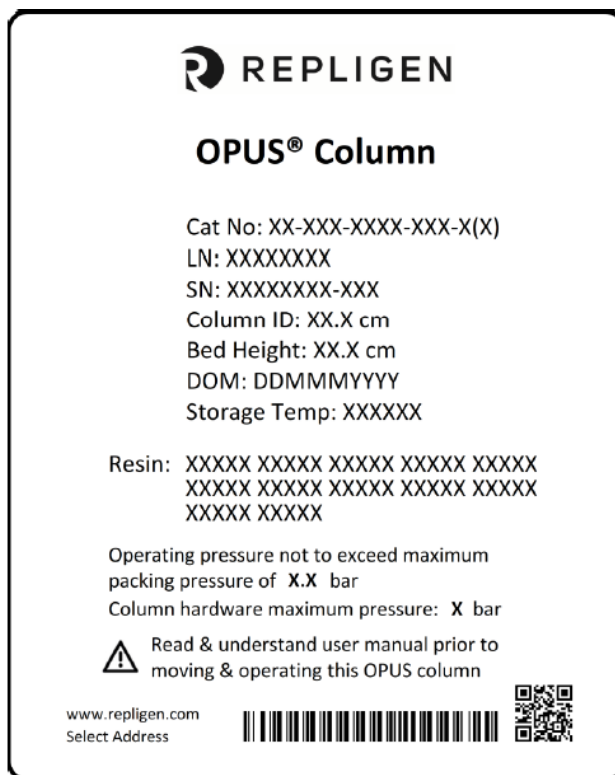 REPLIGEN
OPUS® Column
Cat No: XX-XXX-XXXX-XXX-X(X)
LN: XXXXXXXX
SN: XXXXXXXX-XXX
Column ID: XX.X cm
Bed Height: XX.X cm
DOM: DDMMMYYYY
Storage Temp: XXXXXX
Resin: XXXXX XXXXX XXXXX XXXXX XXXXX
XXXXX XXXXX XXXXX XXXXX XXXXX
XXXXX XXXXX
Operating pressure not to exceed maximum
packing pressure of X.X bar
Column hardware maximum pressure: X bar
Read & understand user manual prior to
moving & operating this OPUS column
www.repligen.com
Select Address